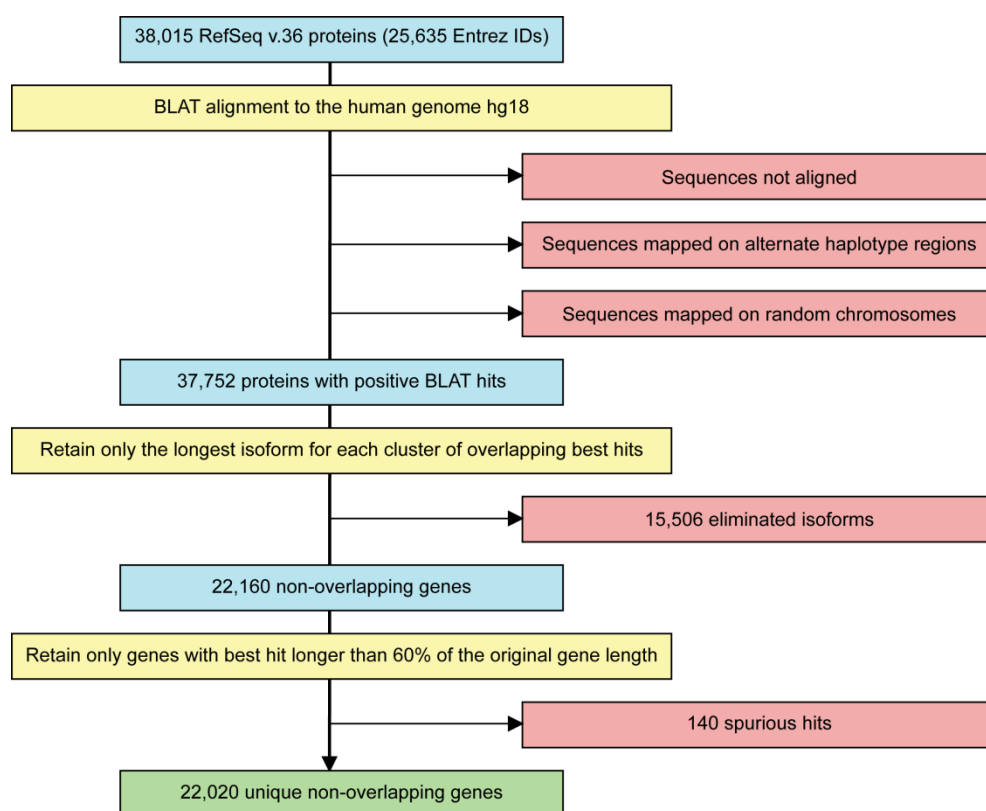 38,015 RefSeq v.36 proteins (25,635 Entrez IDs)
BLAT alignment to the human genome hg18
Sequences not aligned
Sequences mapped on alternate haplotype regions
Sequences mapped on random chromosomes
37,752 proteins with positive BLAT hits
Retain only the longest isoform for each cluster of overlapping best hits
15,506 eliminated isoforms
22,160 non-overlapping genes
Retain only genes with best hit longer than 60% of the original gene length
140 spurious hits
22,020 unique non-overlapping genes